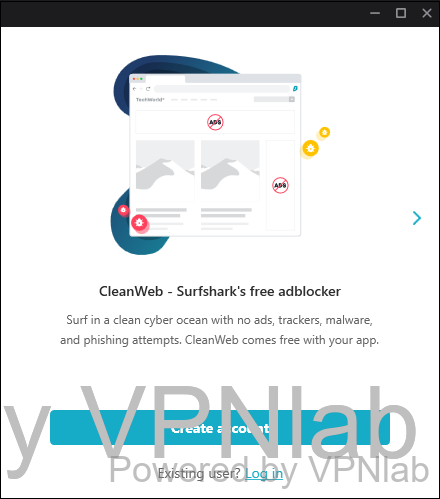 TechWorld™
ADS
ADS
CleanWeb - Surfshark's free adblocker
Surf in a clean cyber ocean with no ads, trackers, malware,
and phishing attempts. CleanWeb comes free with your app.
y VPNlab
Create account
Powered by VPNlab
Existing user? Log in